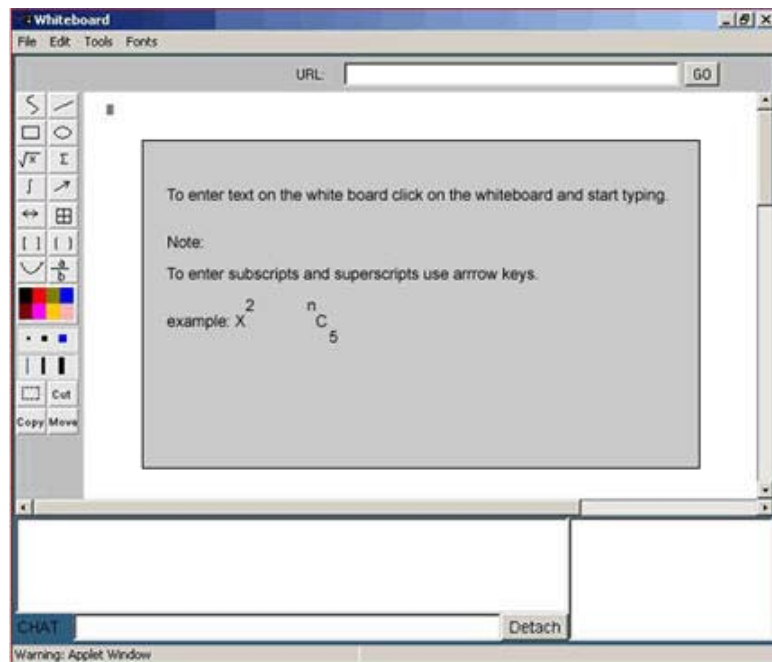 Whiteboard
File Edit Tools Fonts
URL: GO
√x Σ
∫
[ ] ( )
a
b
To enter text on the white board click on the whiteboard and start typing.
Note:
To enter subscripts and superscripts use arrrow keys.
example: X2 nC5
Cut
Copy Move
CHAT Detach
Warning: Applet Window